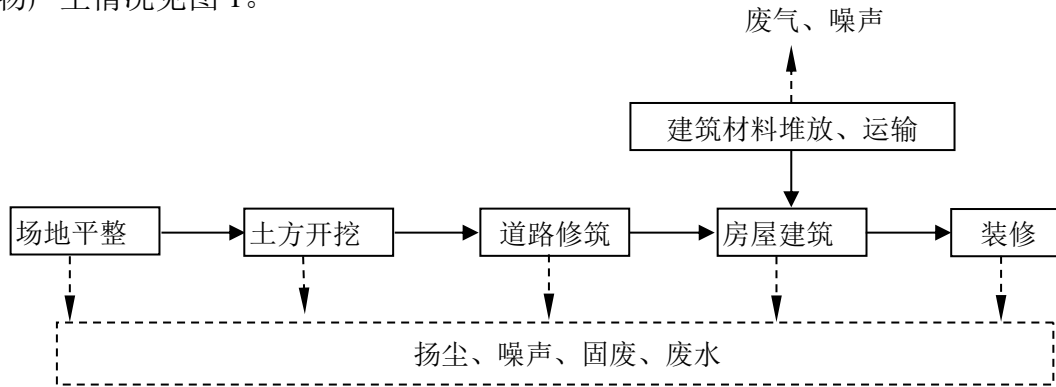 物产生情况见图 1。
废气、噪声
建筑材料堆放、运输
场地平整
土方开挖
道路修筑
房屋建筑
装修
扬尘、噪声、固废、废水